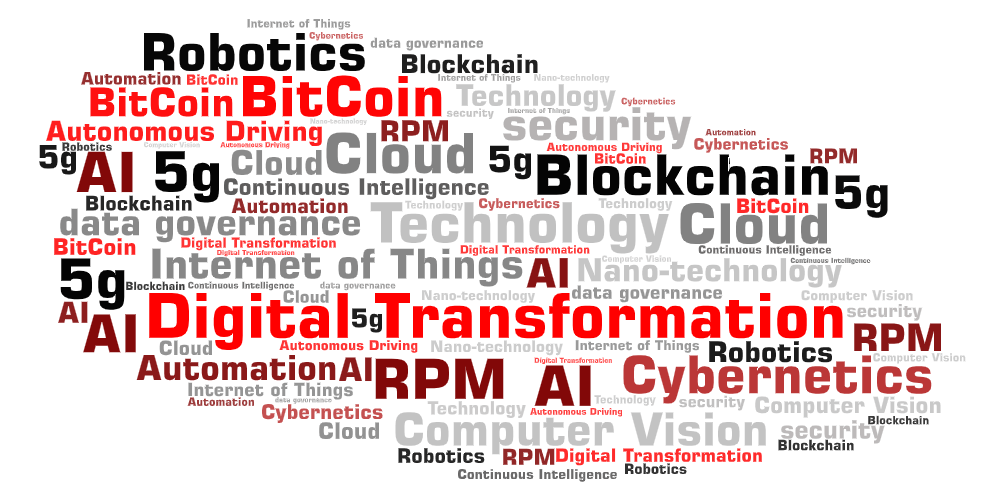 Internet of Things
Robotics Cybernetics data governance
Blockchain
Automation BitCoin Internet of Things Nano-technology
BitCoin BitCoin Technology Cybernetics
security Internet of Things security
Autonomous Driving Nano-technology RPM Automation
Robotics Computer Vision Autonomous Driving Cloud Autonomous Driving Cybernetics
5g AI 5g Cloud 5g BitCoin Blockchain RPM
Continuous Intelligence 5g
Blockchain Automation Technology Cybernetics Technology BitCoin
data governance Technology Cloud
BitCoin Digital Transformation Digital Transformation Continuous Intelligence
Digital Transformation Internet of Things Computer Vision Continuous Intelligence
5g AI Nano-technology
Blockchain Continuous Intelligence data governance
Cloud Nano-technology data governance Computer Vision
AI Digital 5g Transformation security
AI RPM
Cloud Autonomous Driving Nano-technology Internet of Things Robotics Computer Vision
Automation AI RPM Digital Transformation Cybernetics
AI
Internet of Things
Automation data governance Technology security Computer Vision
Cybernetics Technology Autonomous Driving
Cloud Computer Vision security Blockchain
Blockchain
Robotics RPM Digital Transformation
Continuous Intelligence Robotics